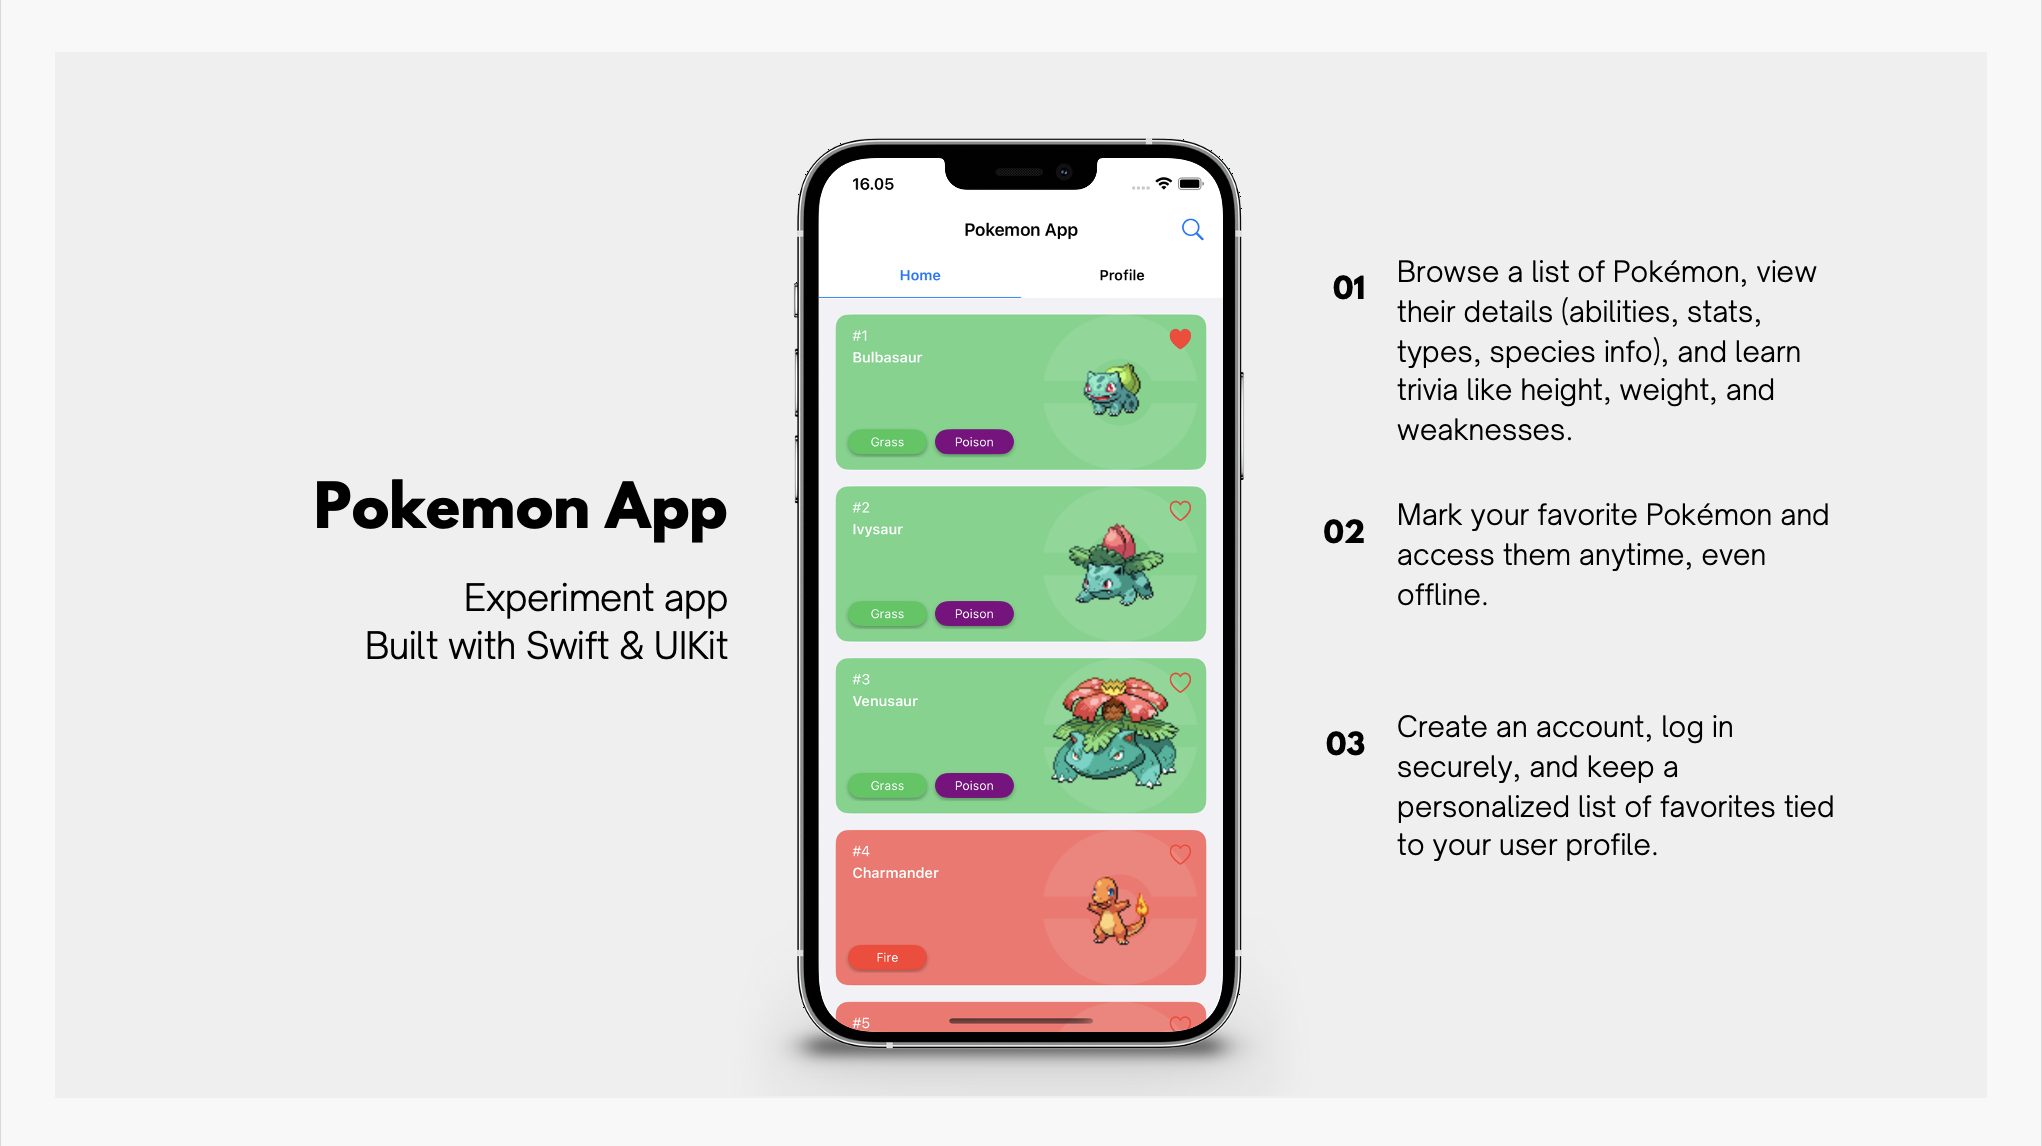 Pokemon App
Experiment app
Built with Swift & UIKit
16.05
Pokemon App
Home
Profile
#1
Bulbasaur
Grass
Poison
#2
Ivysaur
Grass
Poison
#3
Venusaur
Grass
Poison
#4
Charmander
Fire
#5
01
Browse a list of Pokémon, view
their details (abilities, stats,
types, species info), and learn
trivia like height, weight, and
weaknesses.
02
Mark your favorite Pokémon and
access them anytime, even
offline.
03
Create an account, log in
securely, and keep a
personalized list of favorites tied
to your user profile.